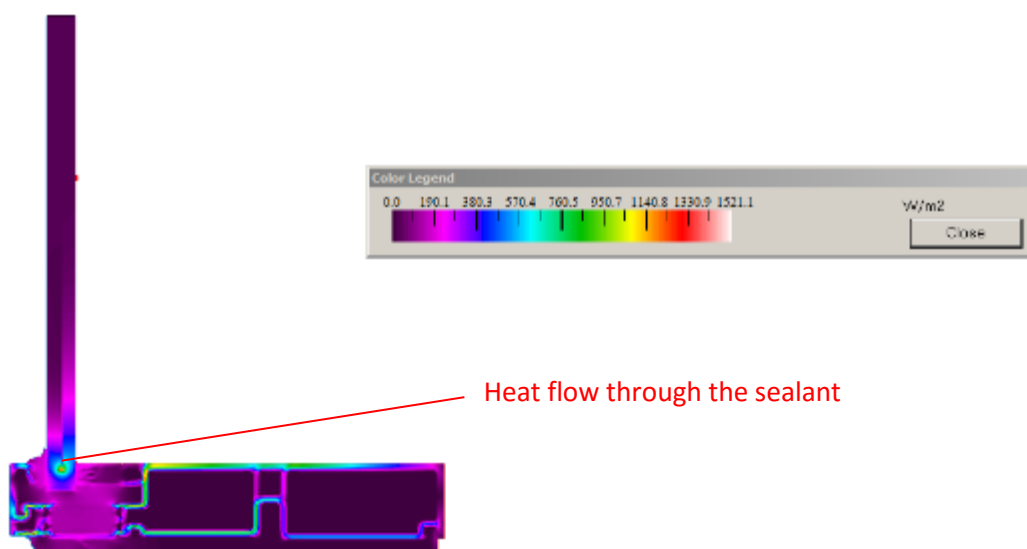 Color Legend
0.0 190.1 380.3 570.4 760.5 950.7 1140.8 1330.9 1521.1
W/m2
Close
Heat flow through the sealant